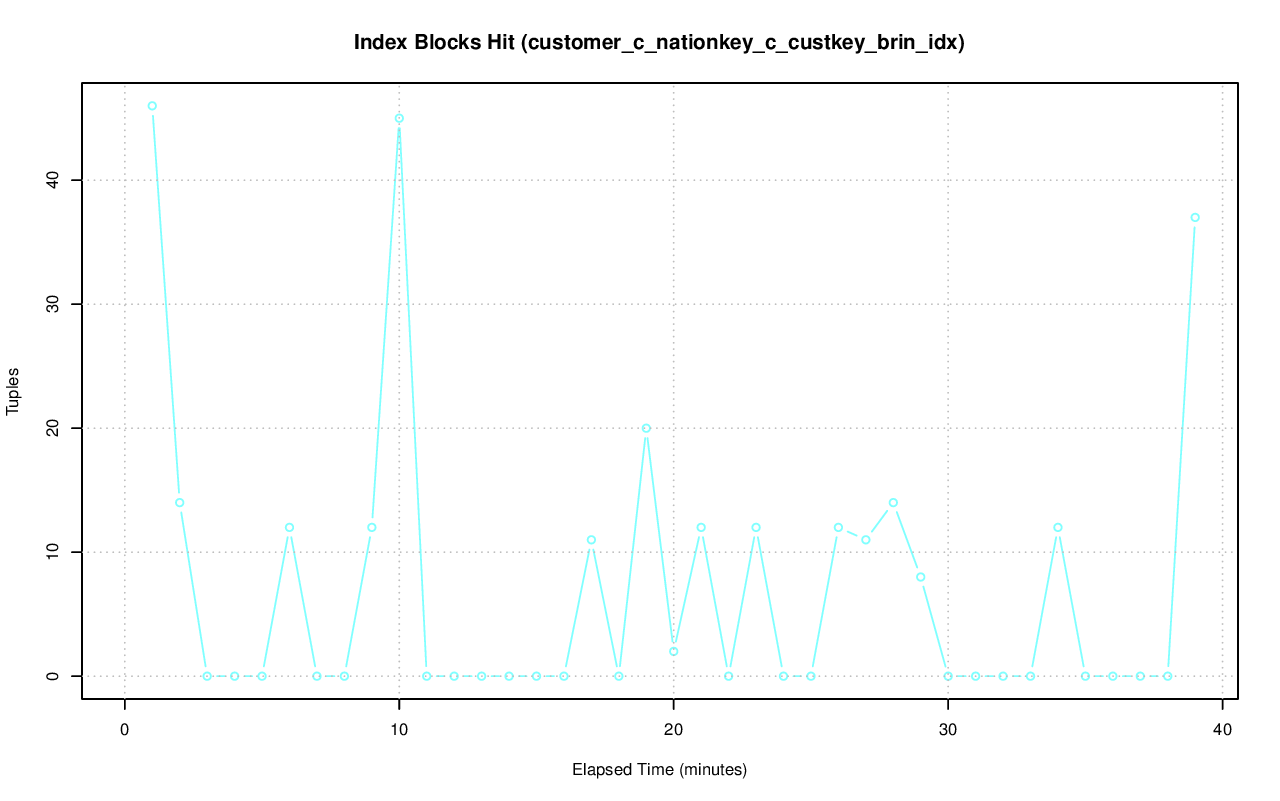 Index Blocks Hit (customer_c_nationkey_c_custkey_brin_idx)
Tuples
40
30
20
10
0
0 10 20 30 40
Elapsed Time (minutes)